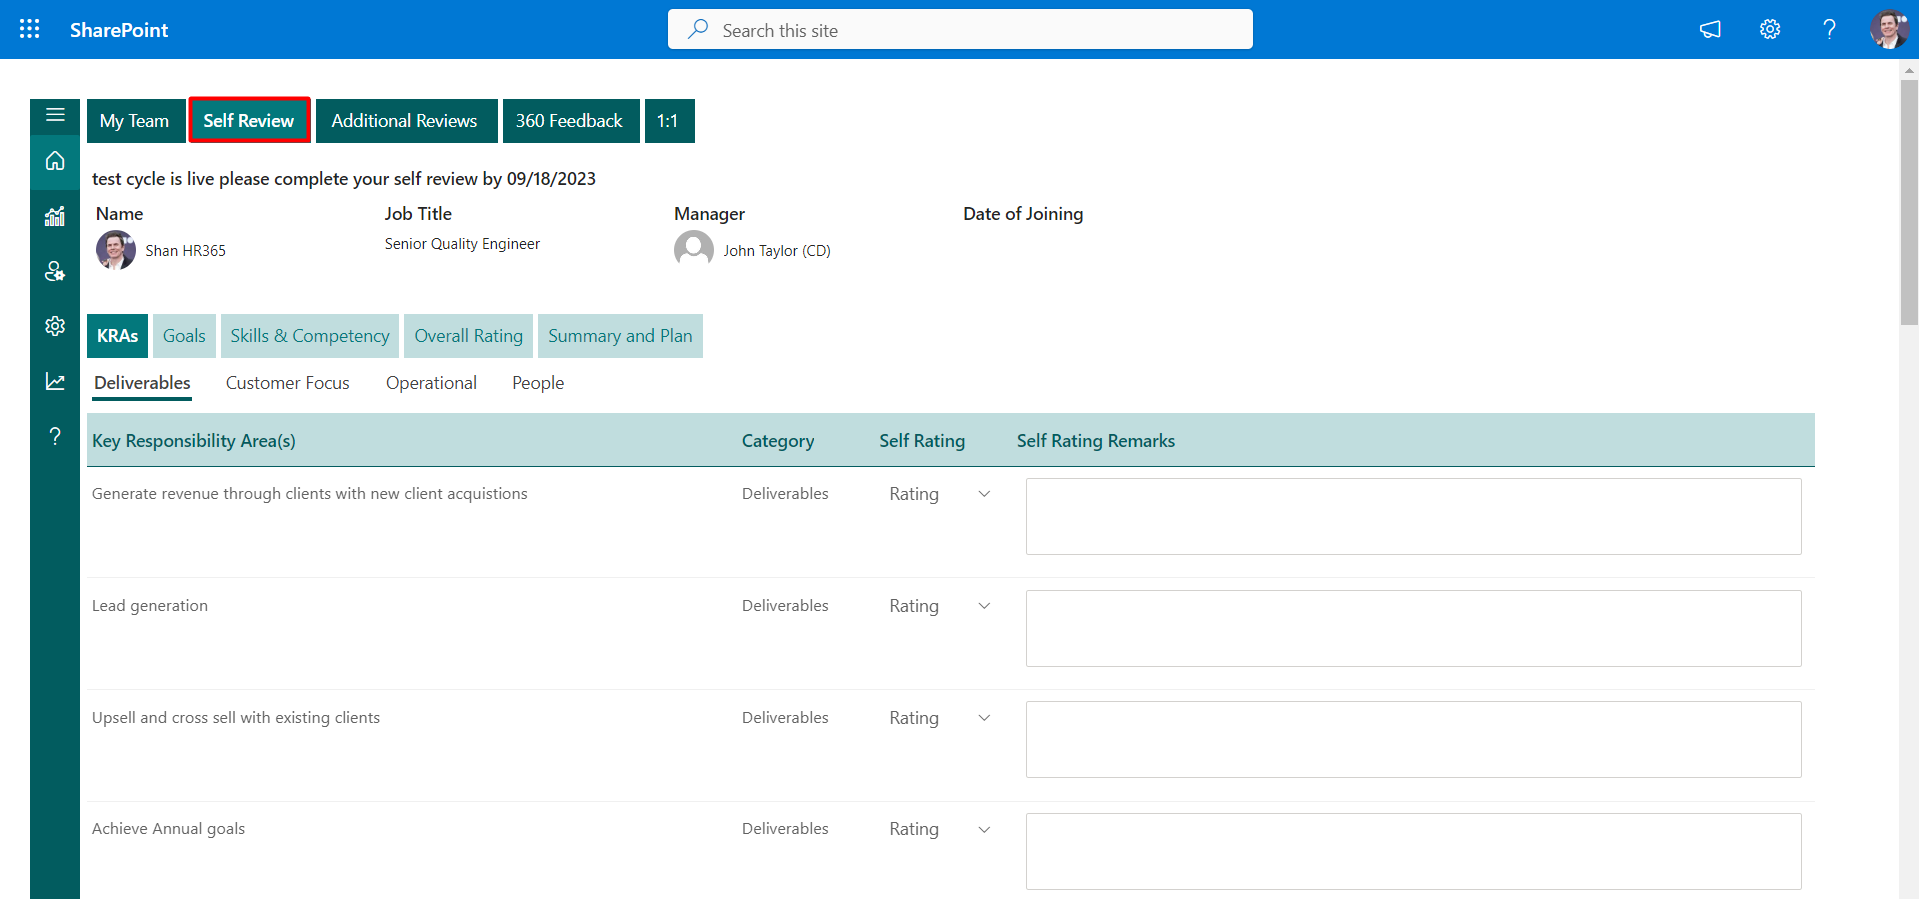 SharePoint
Search this site
?
My Team
Self Review
Additional Reviews
360 Feedback
1:1
test cycle is live please complete your self review by 09/18/2023
Name
Job Title
Manager
Date of Joining
Shan HR365
Senior Quality Engineer
John Taylor (CD)
KRAs
Goals
Skills & Competency
Overall Rating
Summary and Plan
Deliverables
Customer Focus
Operational
People
?
Key Responsibility Area(s)
Category
Self Rating
Self Rating Remarks
Generate revenue through clients with new client acquistions
Deliverables
Rating
Lead generation
Deliverables
Rating
Upsell and cross sell with existing clients
Deliverables
Rating
Achieve Annual goals
Deliverables
Rating